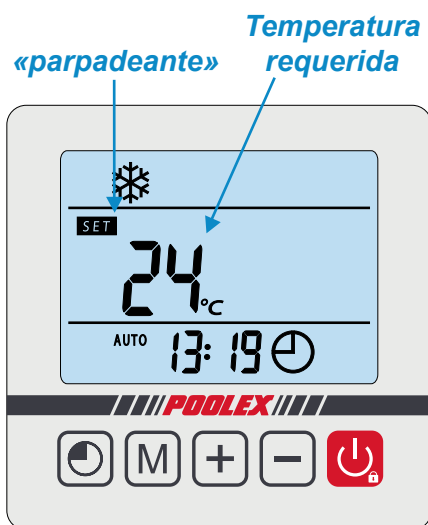 Temperatura
«parpadeante» requerida
SET
24 °C
AUTO 13: 19
POOLEX
M + −